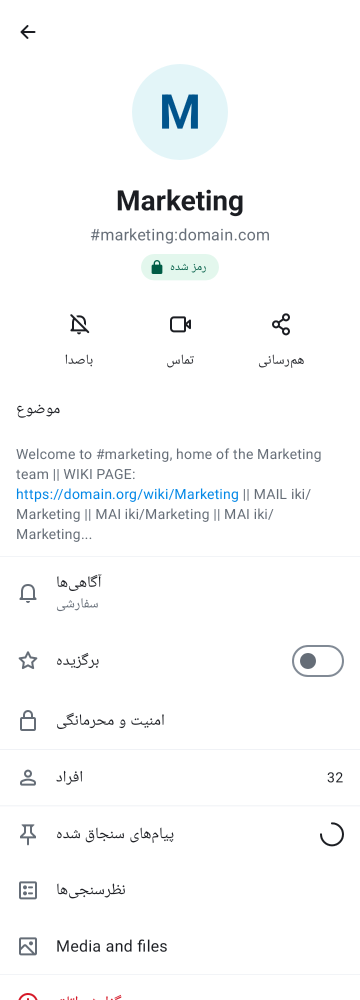 M
Marketing
#marketing:domain.com
رمز شده
باصدا
تماس
هم‌رسانی
موضوع
Welcome to #marketing, home of the Marketing
team || WIKI PAGE:
https://domain.org/wiki/Marketing || MAIL iki/
Marketing || MAI iki/Marketing || MAI iki/
Marketing...
آگاهی‌ها
سفارشی
برگزیده
امنیت و محرمانگی
افراد 32
پیام‌های سنجاق شده
نظرسنجی‌ها
Media and files